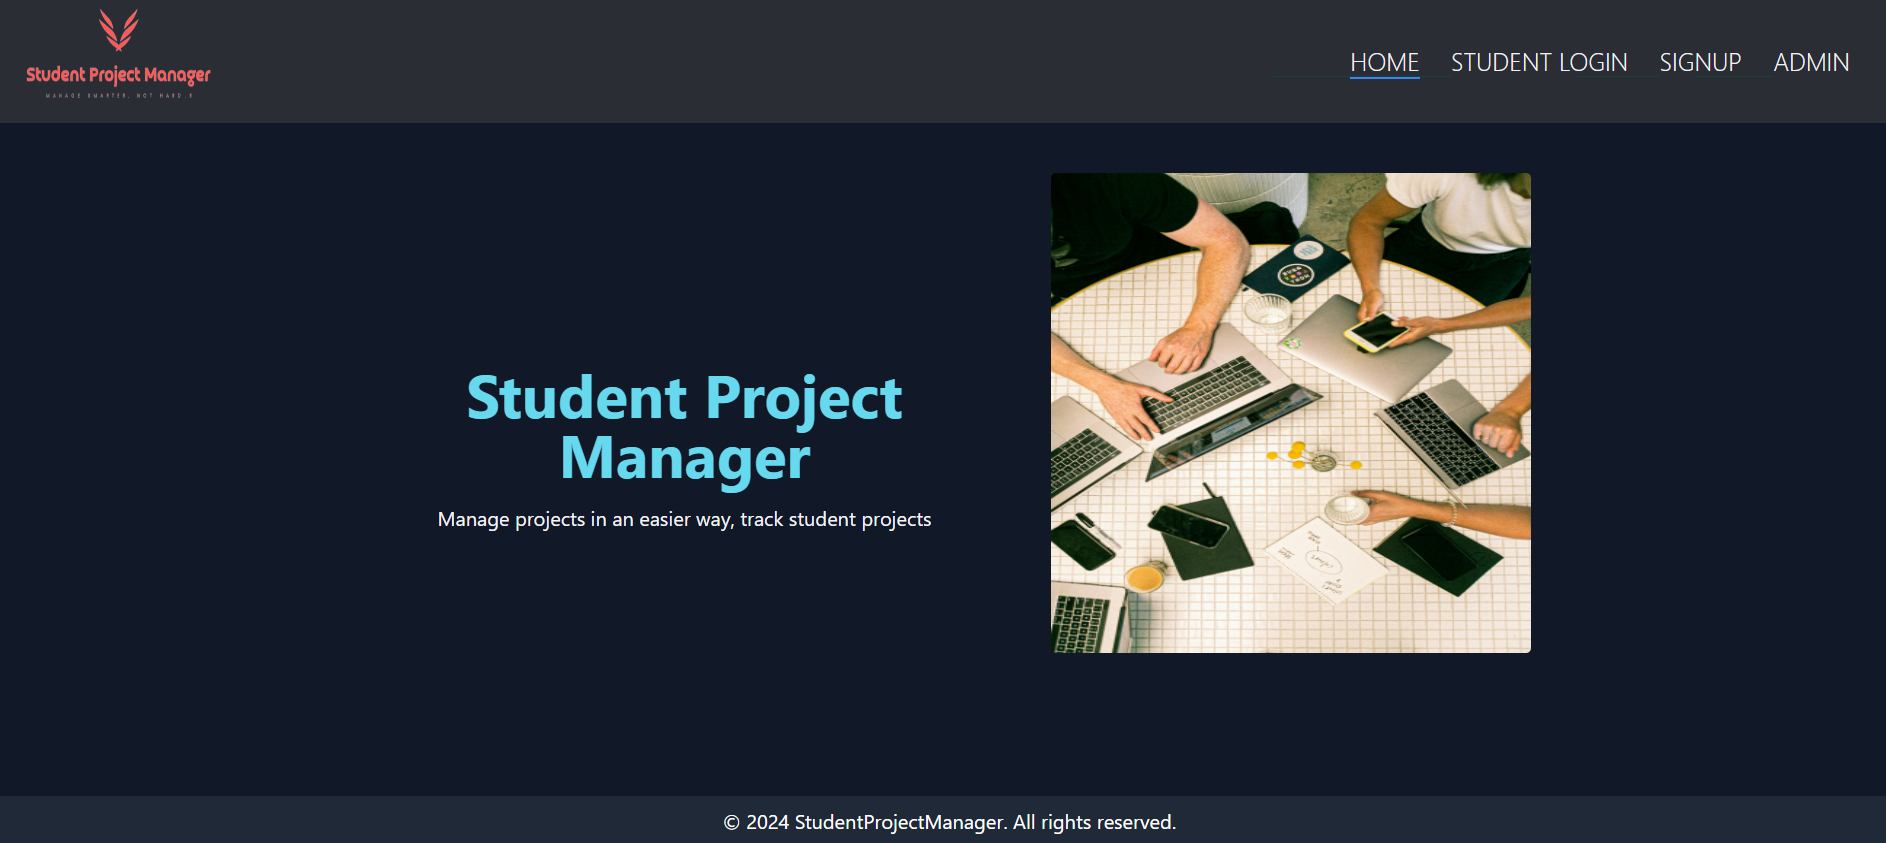 Student Project Manager
MANAGE SMARTER, NOT HARD.R
HOME STUDENT LOGIN SIGNUP ADMIN
Student Project
Manager
Manage projects in an easier way, track student projects
© 2024 StudentProjectManager. All rights reserved.